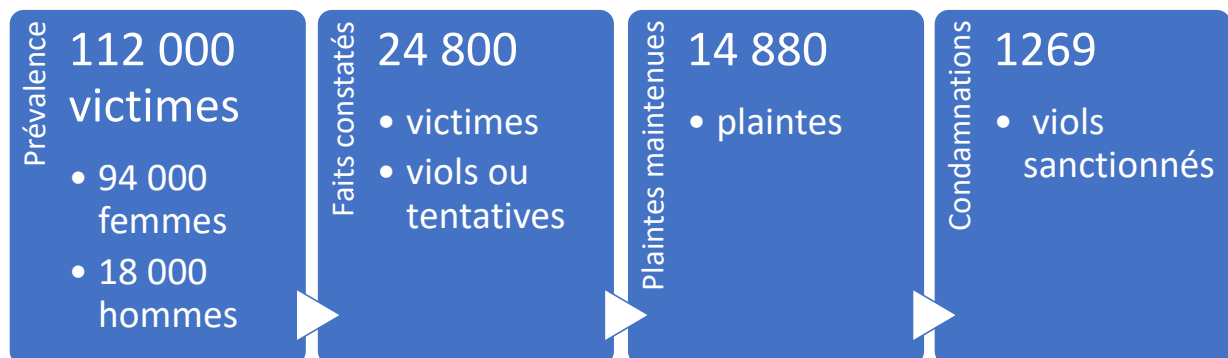 Prévalence
112 000
victimes
• 94 000
femmes
• 18 000
hommes
Faits constatés
24 800
• victimes
• viols ou
tentatives
Plaintes maintenues
14 880
• plaintes
Condamnations
1269
• viols
sanctionnés